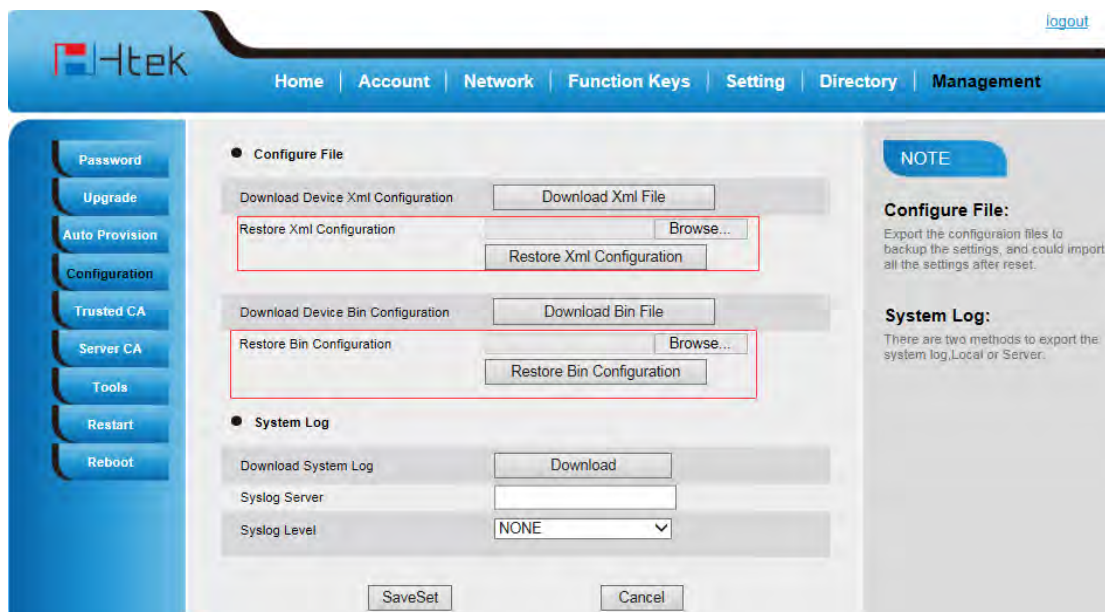 logout
Htek
Home | Account | Network | Function Keys | Setting | Directory | Management
Password
Upgrade
Auto Provision
Configuration
Trusted CA
Server CA
Tools
Restart
Reboot
Configure File
Download Device Xml Configuration Download Xml File
Restore Xml Configuration Browse...
Restore Xml Configuration
Download Device Bin Configuration Download Bin File
Restore Bin Configuration Browse...
Restore Bin Configuration
System Log
Download System Log Download
Syslog Server
Syslog Level NONE
SaveSet Cancel
NOTE
Configure File:
Export the configuraion files to
backup the settings, and could import
all the settings after reset.
System Log:
There are two methods to export the
system log,Local or Server.